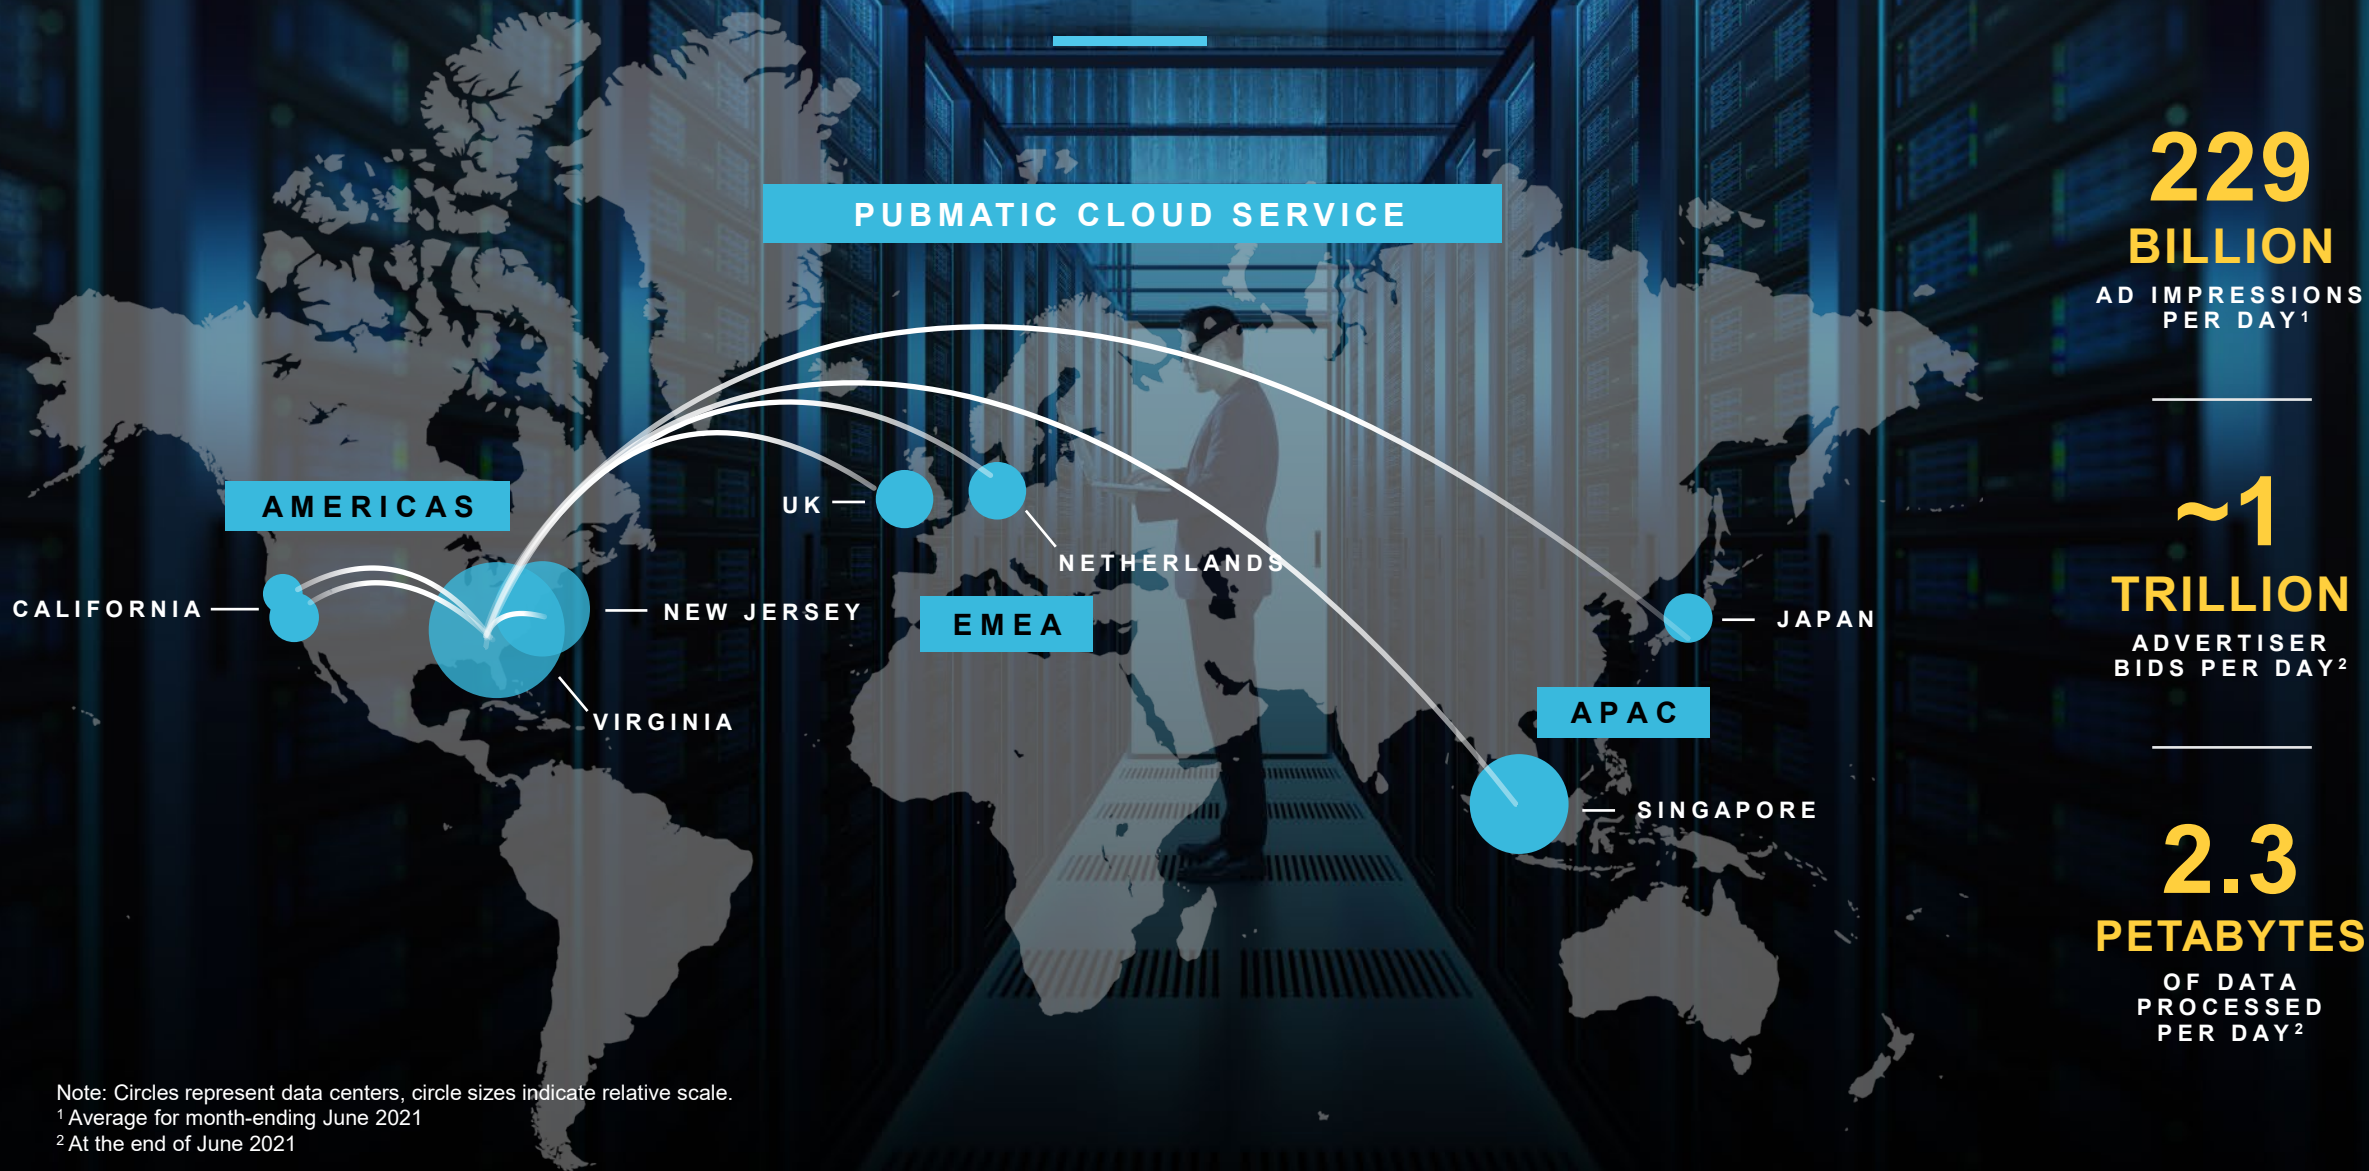 PUBMATIC CLOUD SERVICE
AMERICAS
CALIFORNIA
NEW JERSEY
VIRGINIA
UK
NETHERLANDS
EMEA
JAPAN
APAC
SINGAPORE
229
BILLION
AD IMPRESSIONS
PER DAY¹
~1
TRILLION
ADVERTISER
BIDS PER DAY²
2.3
PETABYTES
OF DATA
PROCESSED
PER DAY²
Note: Circles represent data centers, circle sizes indicate relative scale.
¹ Average for month-ending June 2021
² At the end of June 2021